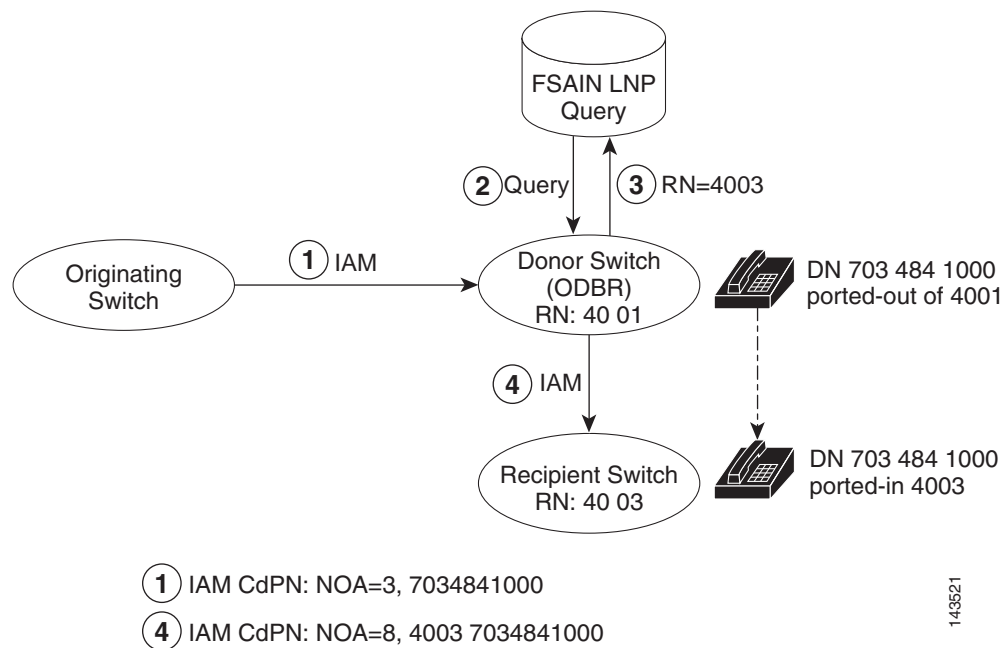 FSAIN LNP
Query
2 Query
3 RN=4003
1 IAM
Originating
Switch
Donor Switch
(ODBR)
RN: 40 01
DN 703 484 1000
ported-out of 4001
4 IAM
Recipient Switch
RN: 40 03
DN 703 484 1000
ported-in 4003
1 IAM CdPN: NOA=3, 7034841000
4 IAM CdPN: NOA=8, 4003 7034841000
143521